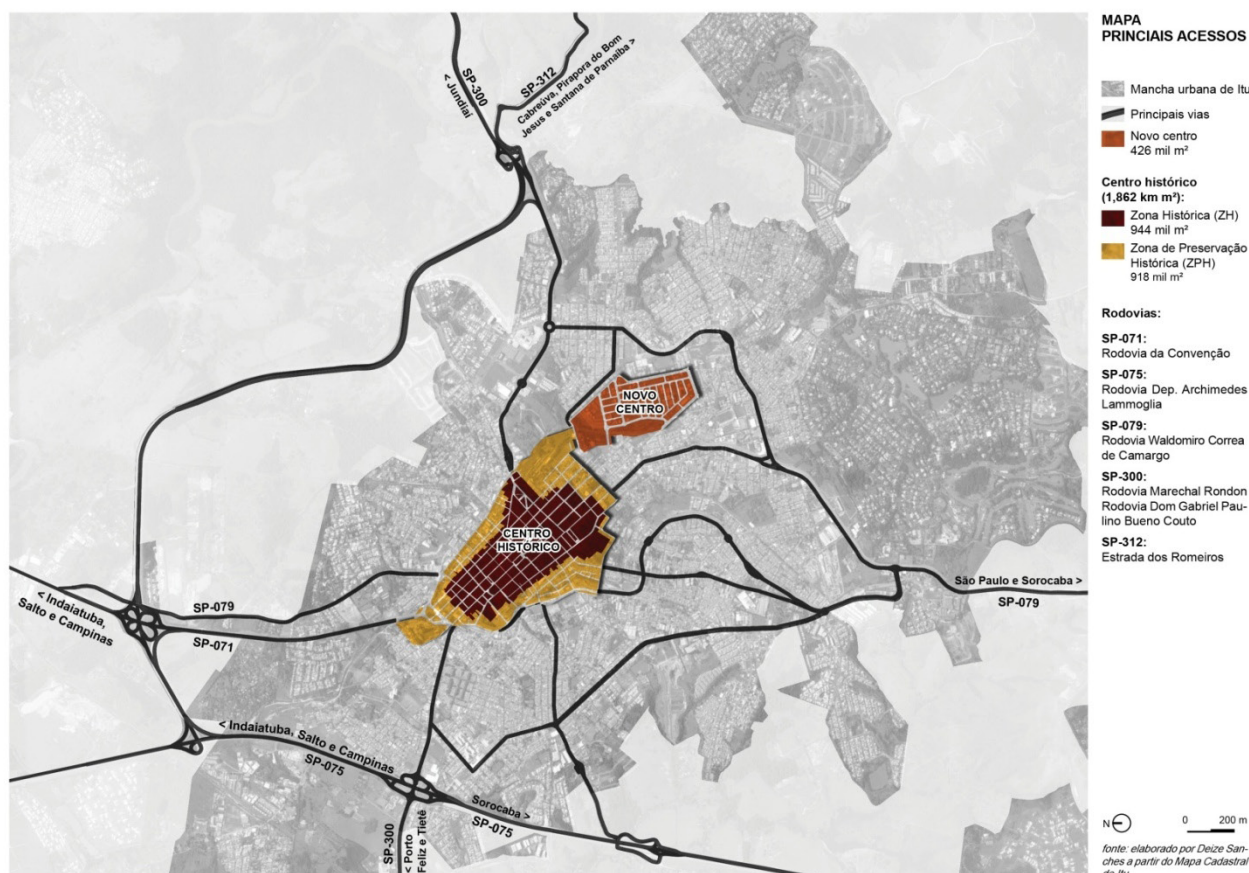 MAPA
PRINCIAIS ACESSOS
Mancha urbana de Itu
Principais vias
Novo centro
426 mil m²
Centro histórico
(1,862 km m²):
Zona Histórica (ZH)
944 mil m²
Zona de Preservação
Histórica (ZPH)
918 mil m²
Rodovias:
SP-071:
Rodovia da Convenção
SP-075:
Rodovia Dep. Archimedes
Lammoglia
SP-079:
Rodovia Waldomiro Correa
de Camargo
SP-300:
Rodovia Marechal Rondon
Rodovia Dom Gabriel Pau-
lino Bueno Couto
SP-312:
Estrada dos Romeiros
N
0 200 m
fonte: elaborado por Deize San-
ches a partir do Mapa Cadastral
de Itu
SP-300
< Jundiaí
SP-312
Cabreúva, Pirapora do Bom
Jesus e Santana de Parnaíba >
NOVO
CENTRO
CENTRO
HISTÓRICO
< Indaiatuba,
Salto e Campinas
SP-079
SP-071
São Paulo e Sorocaba >
SP-079
< Indaiatuba, Salto e Campinas
SP-075
Sorocaba >
SP-075
SP-300
< Porto
Feliz e Tietê